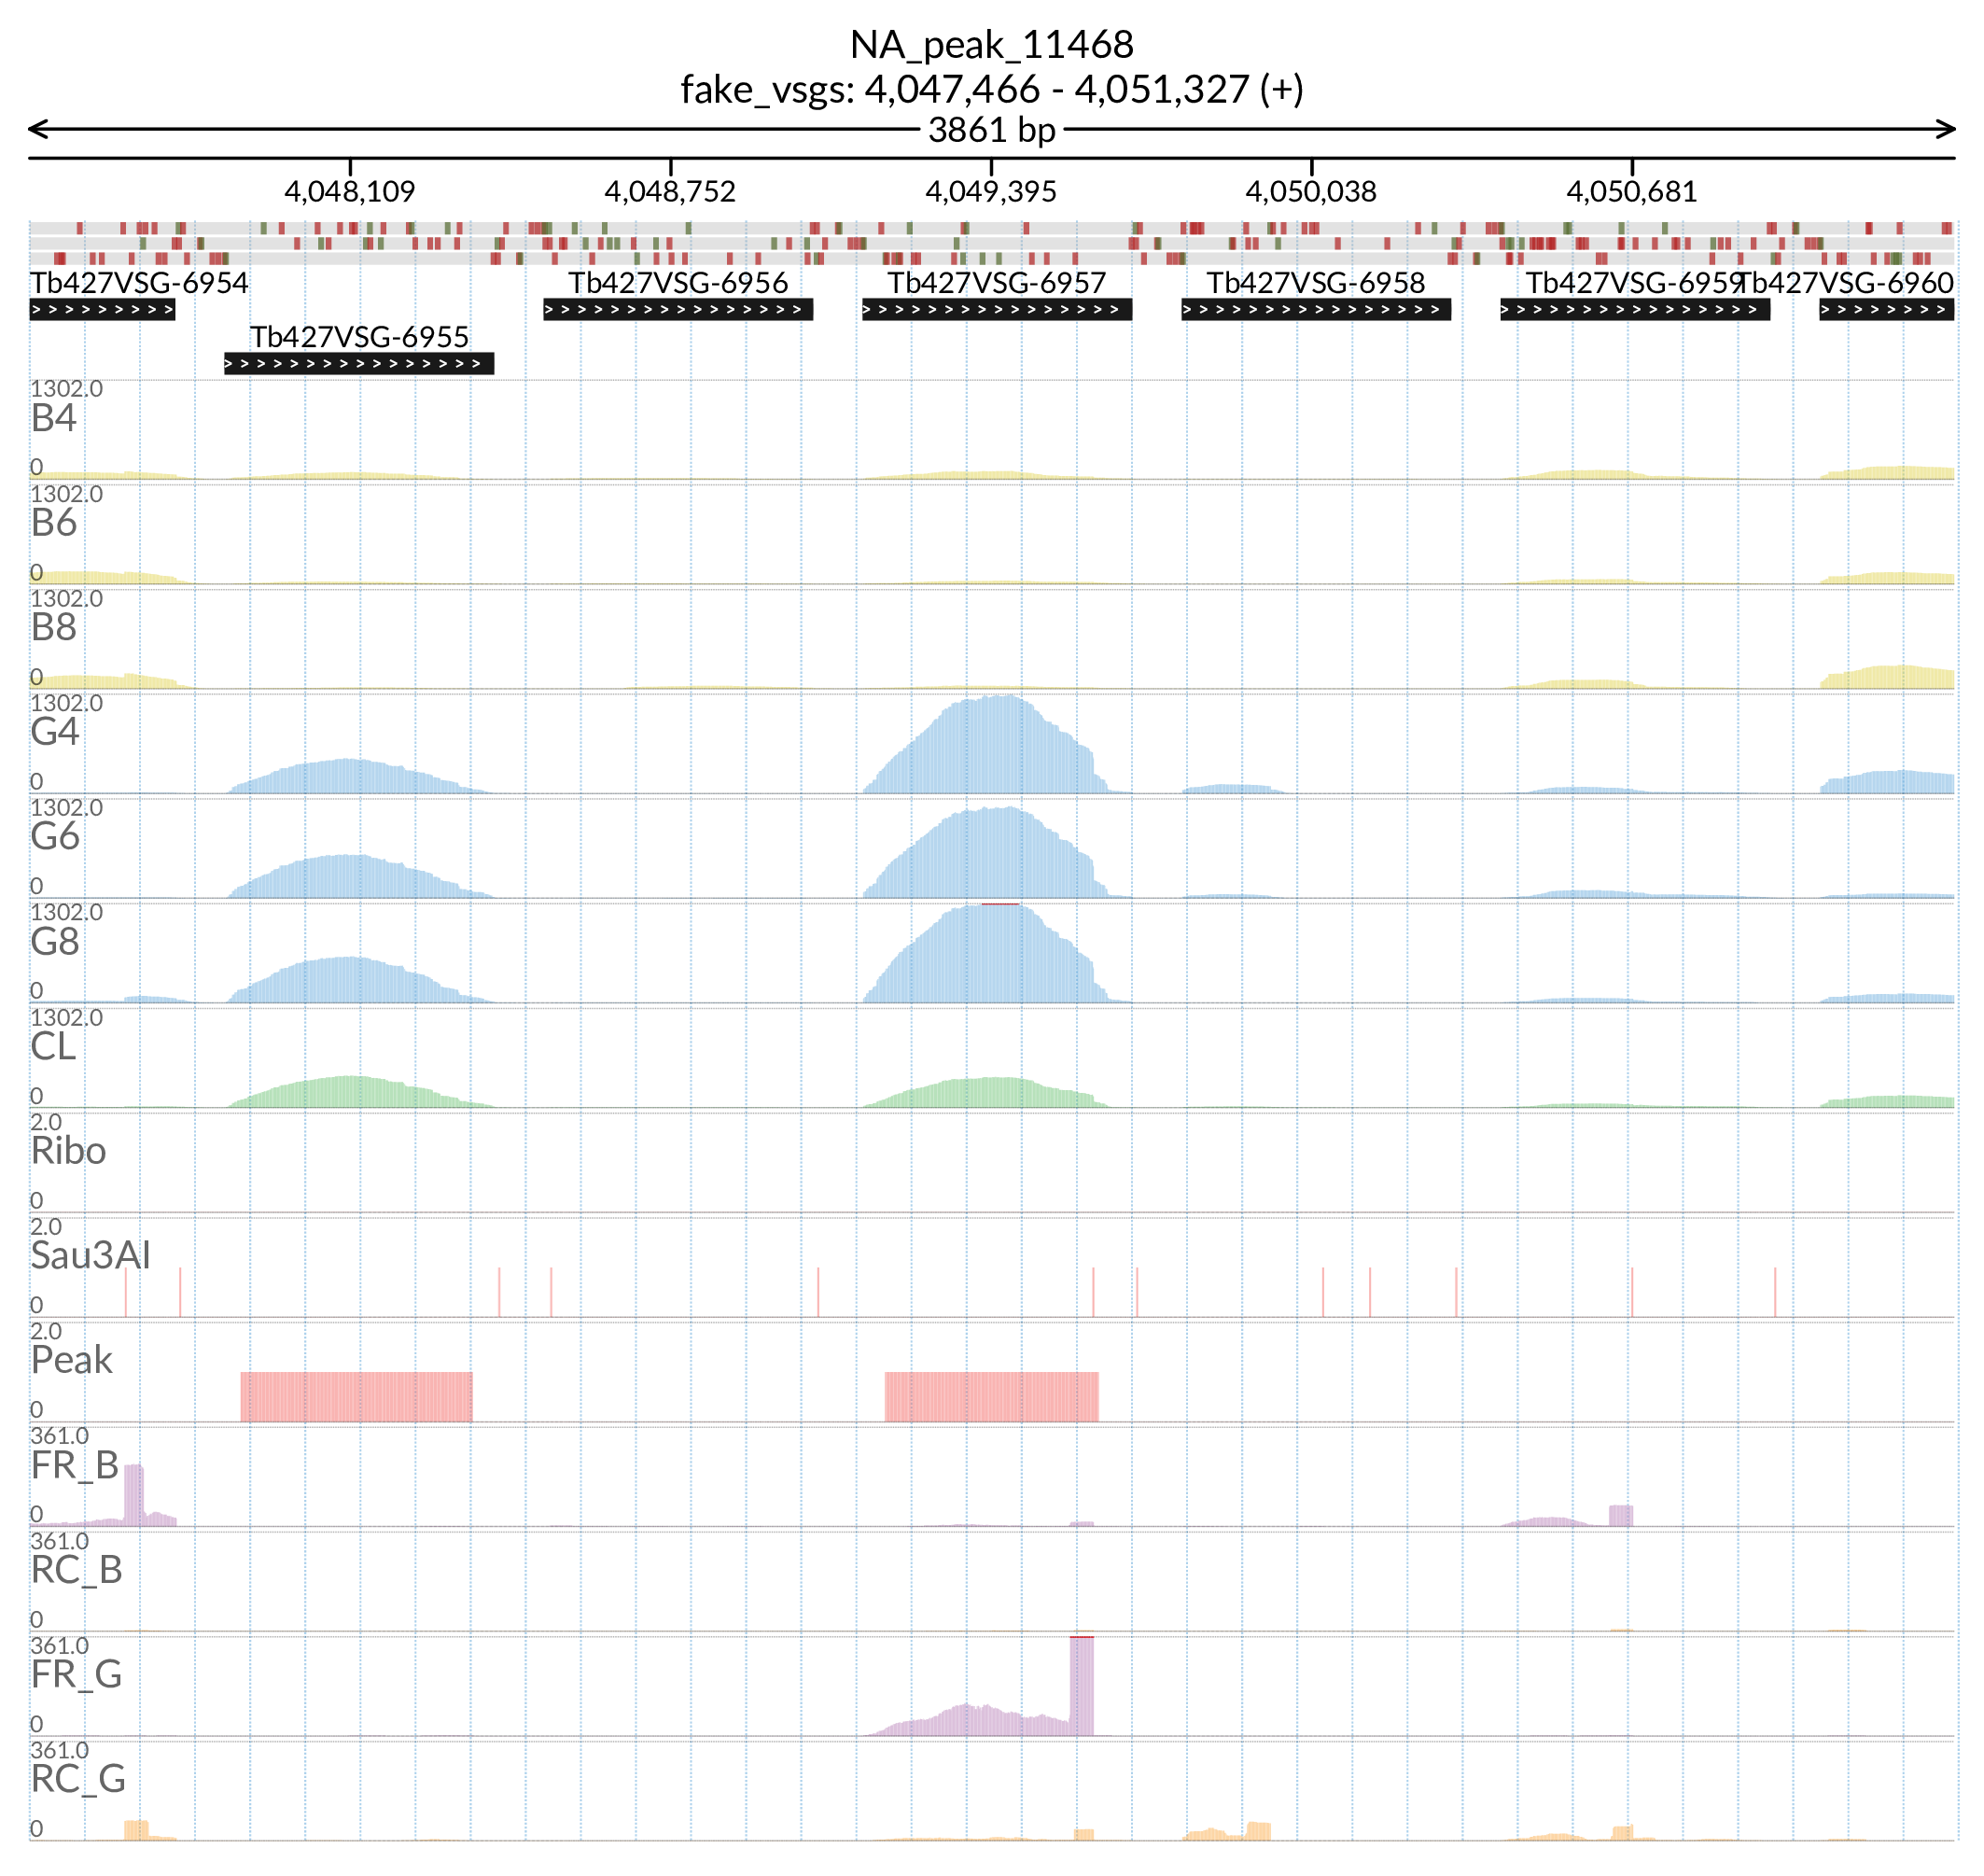 NA_peak_11468
fake_vsgs: 4,047,466 - 4,051,327 (+)
3861 bp
4,048,109 4,048,752 4,049,395 4,050,038 4,050,681
Tb427VSG-6954 Tb427VSG-6956 Tb427VSG-6957 Tb427VSG-6958 Tb427VSG-6959 Tb427VSG-6960
Tb427VSG-6955
1302.0
B4
0
1302.0
B6
0
1302.0
B8
0
1302.0
G4
0
1302.0
G6
0
1302.0
G8
0
1302.0
CL
0
2.0
Ribo
0
2.0
Sau3AI
0
2.0
Peak
0
361.0
FR_B
0
361.0
RC_B
0
361.0
FR_G
0
361.0
RC_G
0